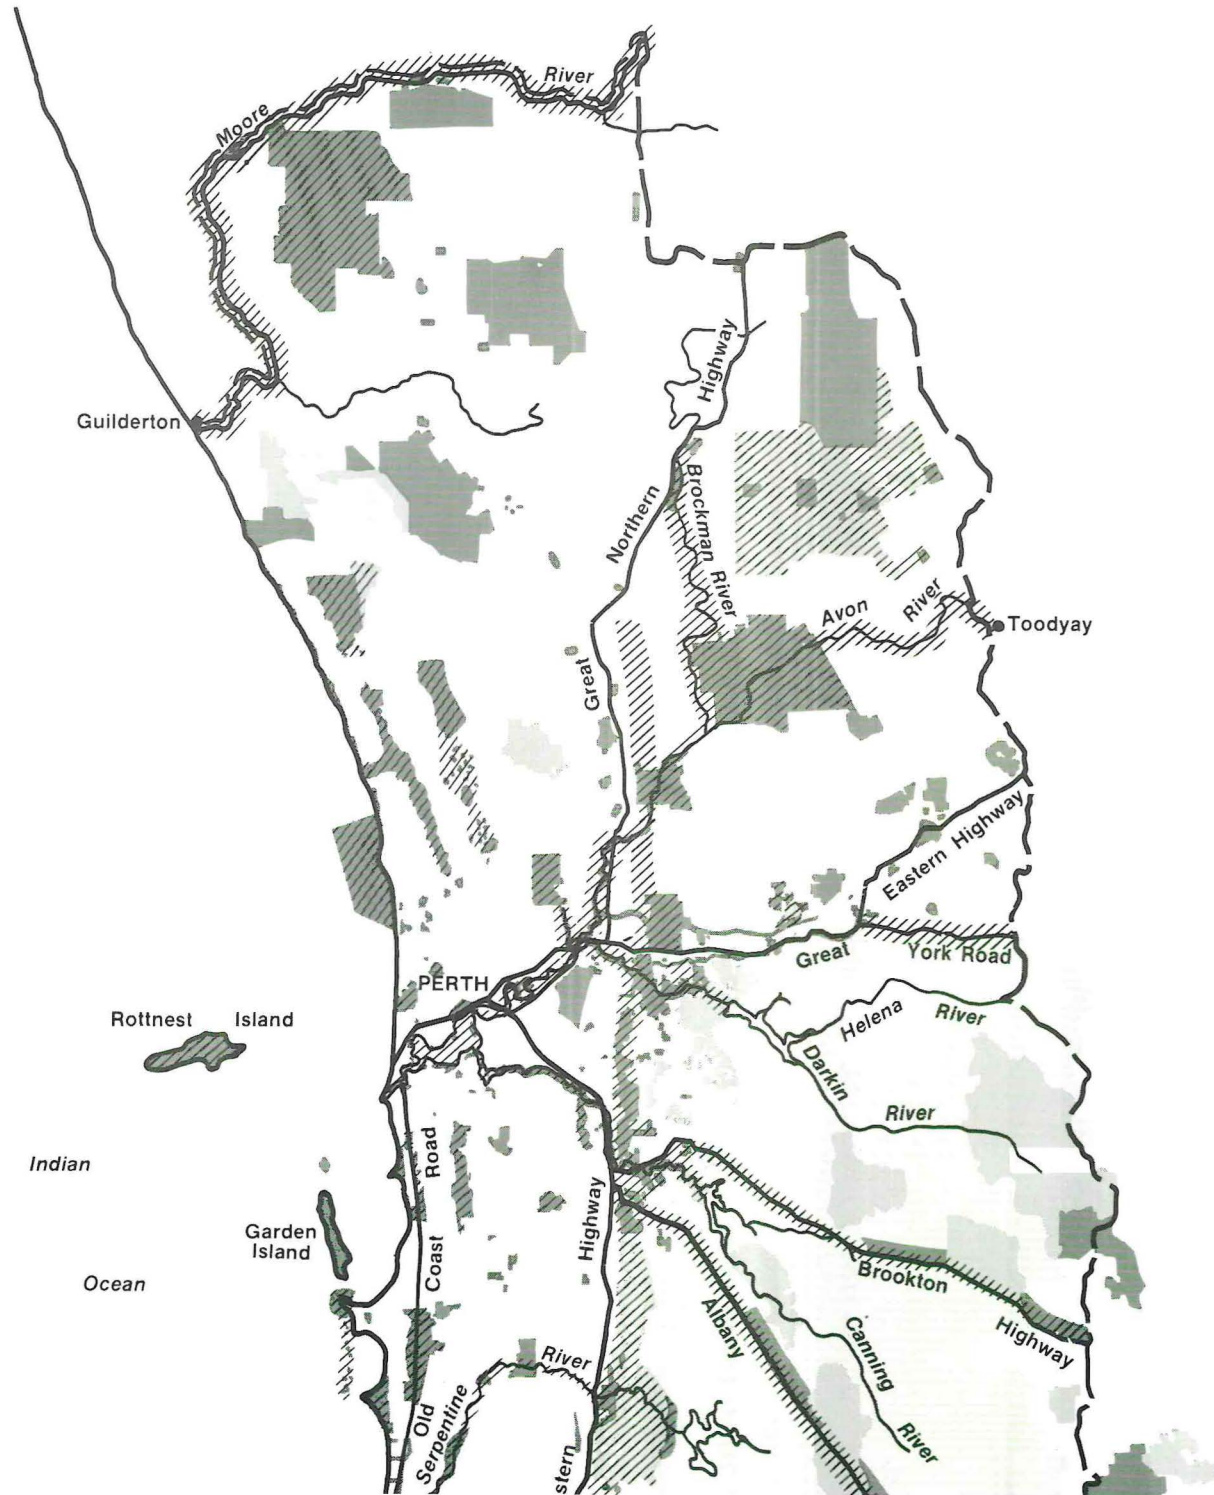 Moore
River
Guilderton
Highway
Northern
Great
Brockman River
Avon
River
Toodyay
Eastern Highway
Great
York Road
PERTH
Rottnest Island
Helena
River
Darkin
River
Indian
Ocean
Garden
Island
Road
Coast
Old
Highway
stern
Serpentine
River
Albany
Brookton
Highway
Canning
River